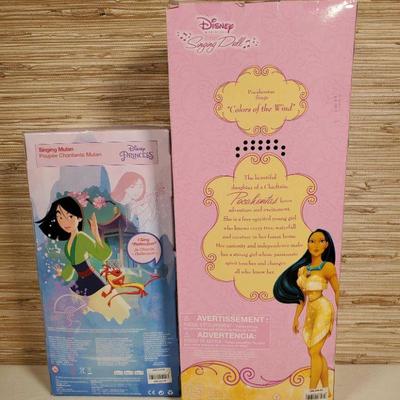 Singing Mulan
Poupée Chantante Mulan
Disney
PRINCESS
I Sing
"Reflection"
Disney
Singing Doll
Pocahontas
Sings
"Colors of the Wind"
The beautiful
daughter of a Chieftain,
Pocahontas loves
adventure and excitement.
She is a free-spirited young girl
who knows every tree, waterfall
and creature in her forest home.
Her curiosity and independence make
her a strong girl whose passionate
spirit touches and changes
all who know her.
AVERTISSEMENT :
ADVERTENCIA: